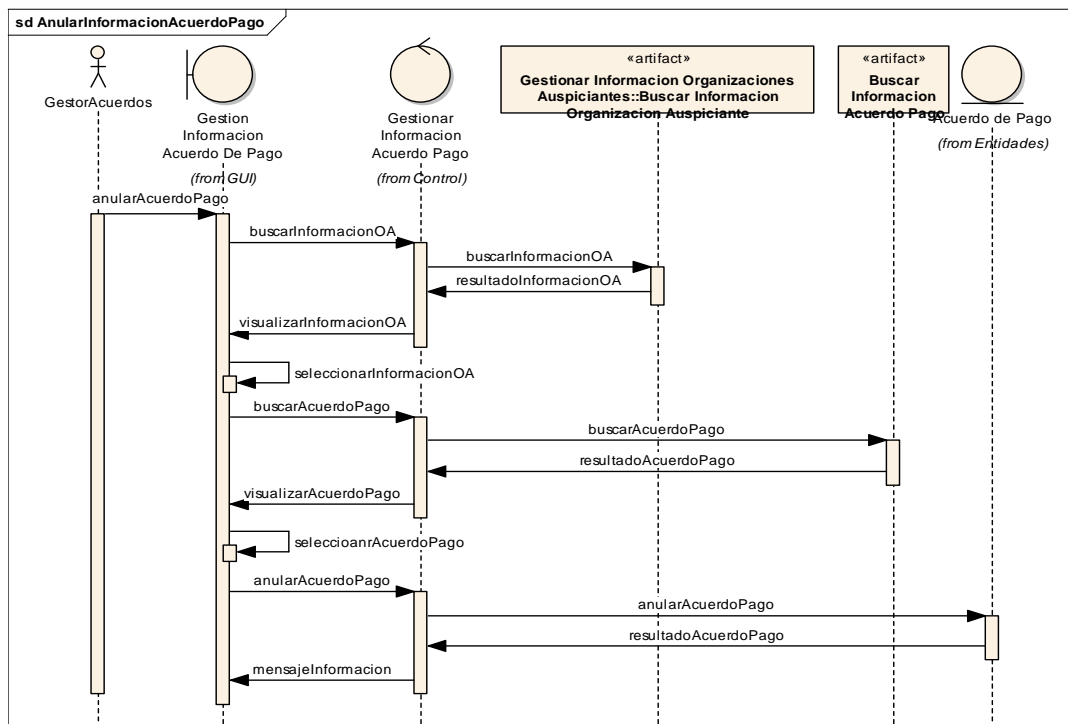 sd AnularInformacionAcuerdoPago
GestorAcuerdos
Gestion
Informacion
Acuerdo De Pago
(from GUI)
Gestionar
Informacion
Acuerdo Pago
(from Control)
«artifact»
Gestionar Informacion Organizaciones
Auspiciantes::Buscar Informacion
Organizacion Auspiciante
«artifact»
Buscar
Informacion
Acuerdo Pago
Acuerdo de Pago
(from Entidades)
anularAcuerdoPago
buscarInformacionOA
buscarInformacionOA
resultadoInformacionOA
visualizarInformacionOA
seleccionarInformacionOA
buscarAcuerdoPago
buscarAcuerdoPago
resultadoAcuerdoPago
visualizarAcuerdoPago
seleccioanrAcuerdoPago
anularAcuerdoPago
anularAcuerdoPago
resultadoAcuerdoPago
mensajeInformacion